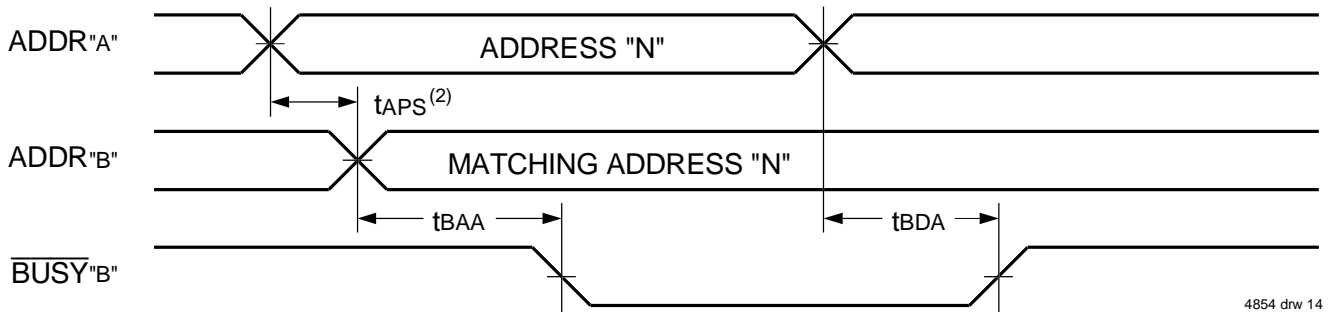 ADDR"A"
ADDRESS "N"
tAPS(2)
ADDR"B"
MATCHING ADDRESS "N"
tBAA
tBDA
BUSY"B"
4854 drw 14